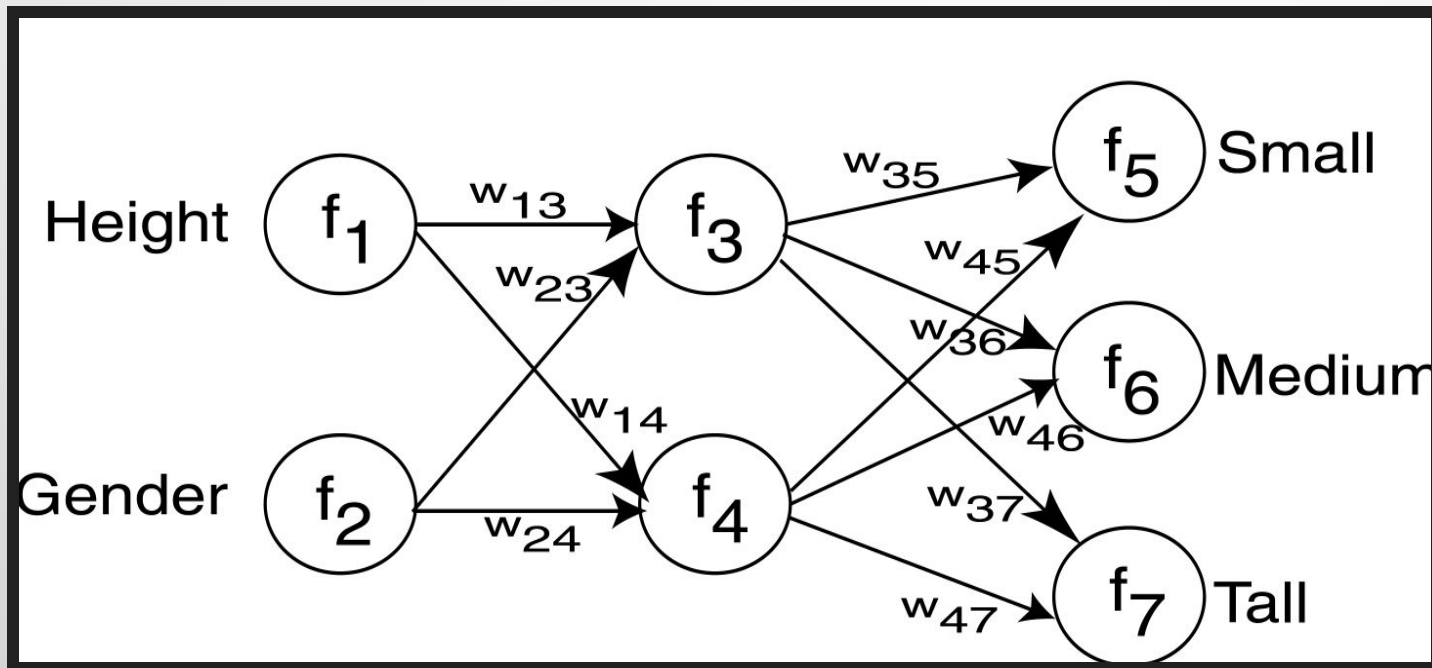 f5 Small
w35
Height f1 w13 f3
w45
w23
w36
f6 Medium
w14
w46
Gender f2 w24 f4
w37
f7 Tall
w47